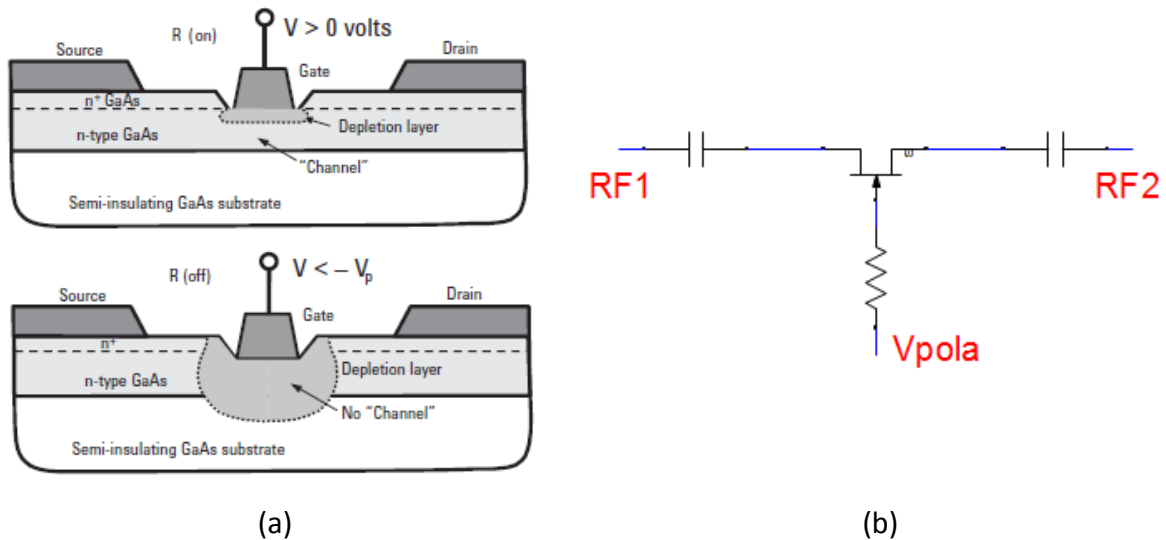 R (on)
V > 0 volts
Source
Drain
Gate
n⁺ GaAs
n-type GaAs
Depletion layer
"Channel"
Semi-insulating GaAs substrate
R (off)
V < – Vₚ
Source
Drain
Gate
n⁺
n-type GaAs
Depletion layer
No "Channel"
Semi-insulating GaAs substrate
(a)
RF1
RF2
Vpola
(b)